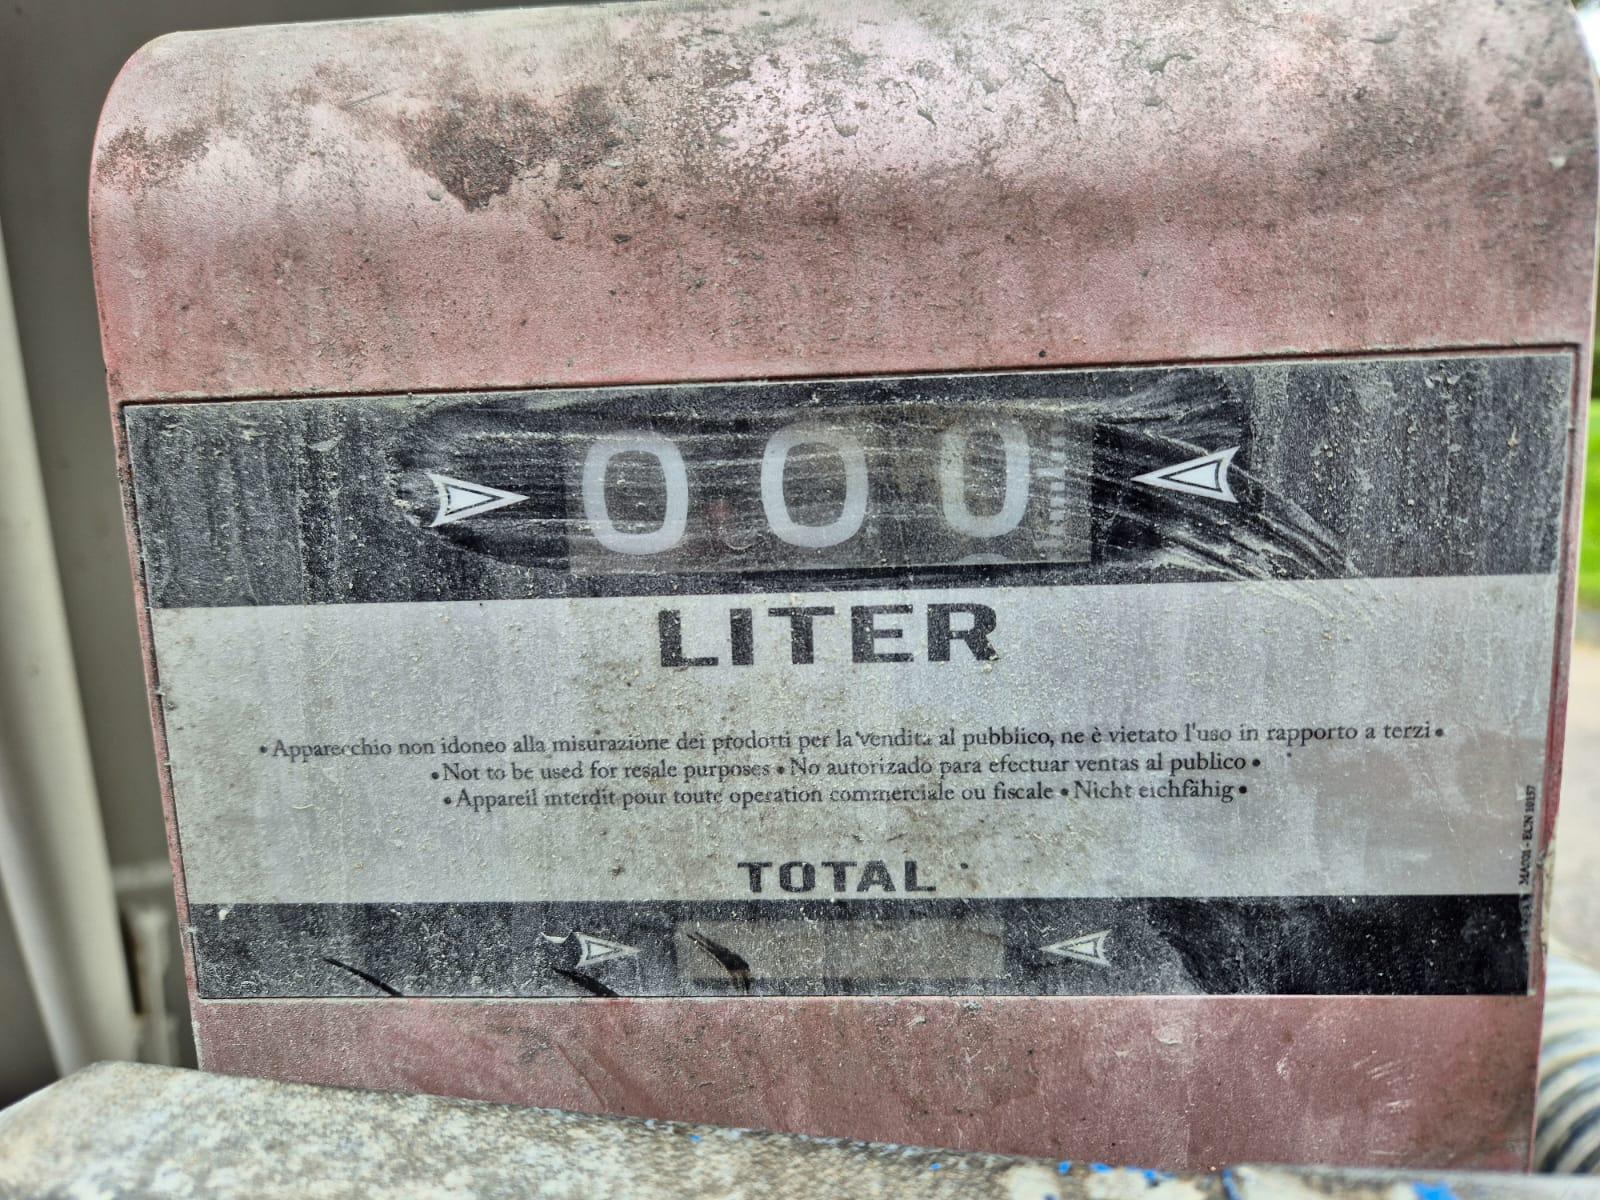 000
LITER
• Apparecchio non idoneo alla misurazione dei prodotti per la vendita al pubblico, ne è vietato l'uso in rapporto a terzi •
• Not to be used for resale purposes • No autorizado para efectuar ventas al publico •
• Appareil interdit pour toute operation commerciale ou fiscale • Nicht eichfähig •
TOTAL
ECN 10157